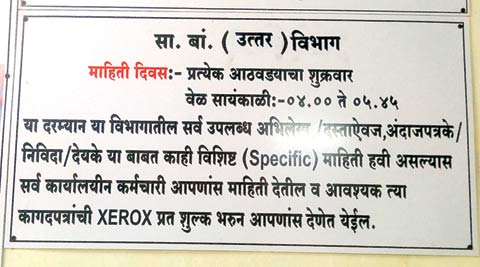 सा. बां. ( उत्तर ) विभाग
माहिती दिवस:- प्रत्येक आठवडयाचा शुक्रवार
वेळ सायंकाळी:-०४.०० ते ०५.४५
या दरम्यान या विभागातील सर्व उपलब्ध अभिलेख /दस्ताऐवज,अंदाजपत्रके/
निविदा/देयके या बाबत काही विशिष्ट (Specific) माहिती हवी असल्यास
सर्व कार्यालयीन कर्मचारी आपणांस माहिती देतील व आवश्यक त्या
कागदपत्रांची XEROX प्रत शुल्क भरुन आपणांस देणेत येईल.